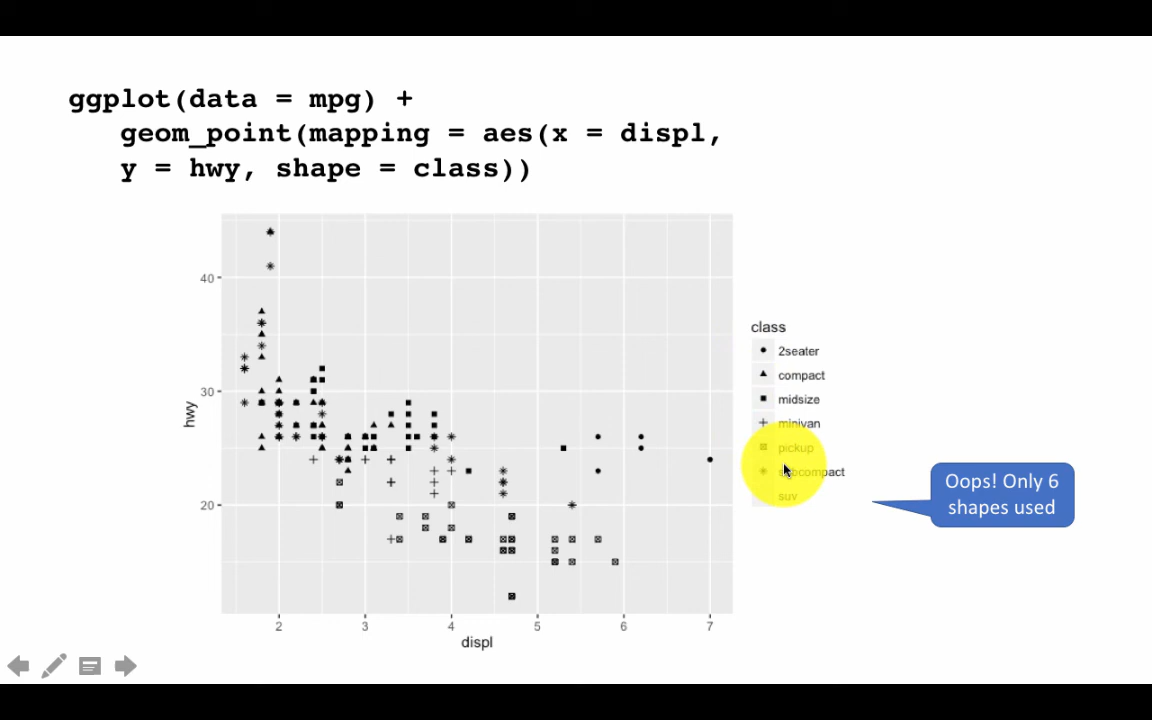 ggplot(data = mpg) +
geom_point(mapping = aes(x = displ,
y = hwy, shape = class))
40
30
20
hwy
2
3
4
5
6
7
displ
class
2seater
compact
midsize
minivan
pickup
subcompact
suv
Oops! Only 6
shapes used